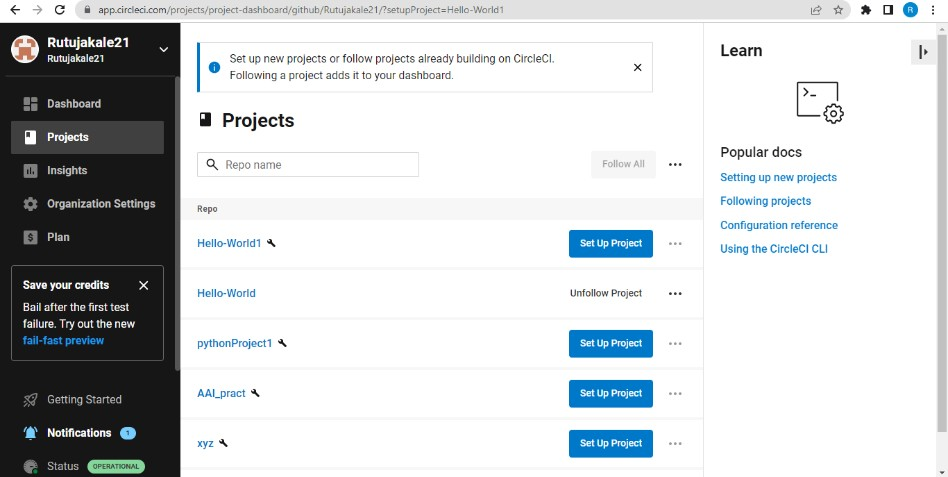 app.circleci.com/projects/project-dashboard/github/Rutujakale21/?setupProject=Hello-World1
R
Rutujakale21
Rutujakale21
Dashboard
Projects
Insights
Organization Settings
Plan
Save your credits
Bail after the first test
failure. Try out the new
fail-fast preview
Getting Started
Notifications 1
Status OPERATIONAL
Set up new projects or follow projects already building on CircleCI.
Following a project adds it to your dashboard.
Projects
Repo name
Follow All
Repo
Hello-World1 Set Up Project
Hello-World Unfollow Project
pythonProject1 Set Up Project
AAI_pract Set Up Project
xyz Set Up Project
Learn
Popular docs
Setting up new projects
Following projects
Configuration reference
Using the CircleCI CLI